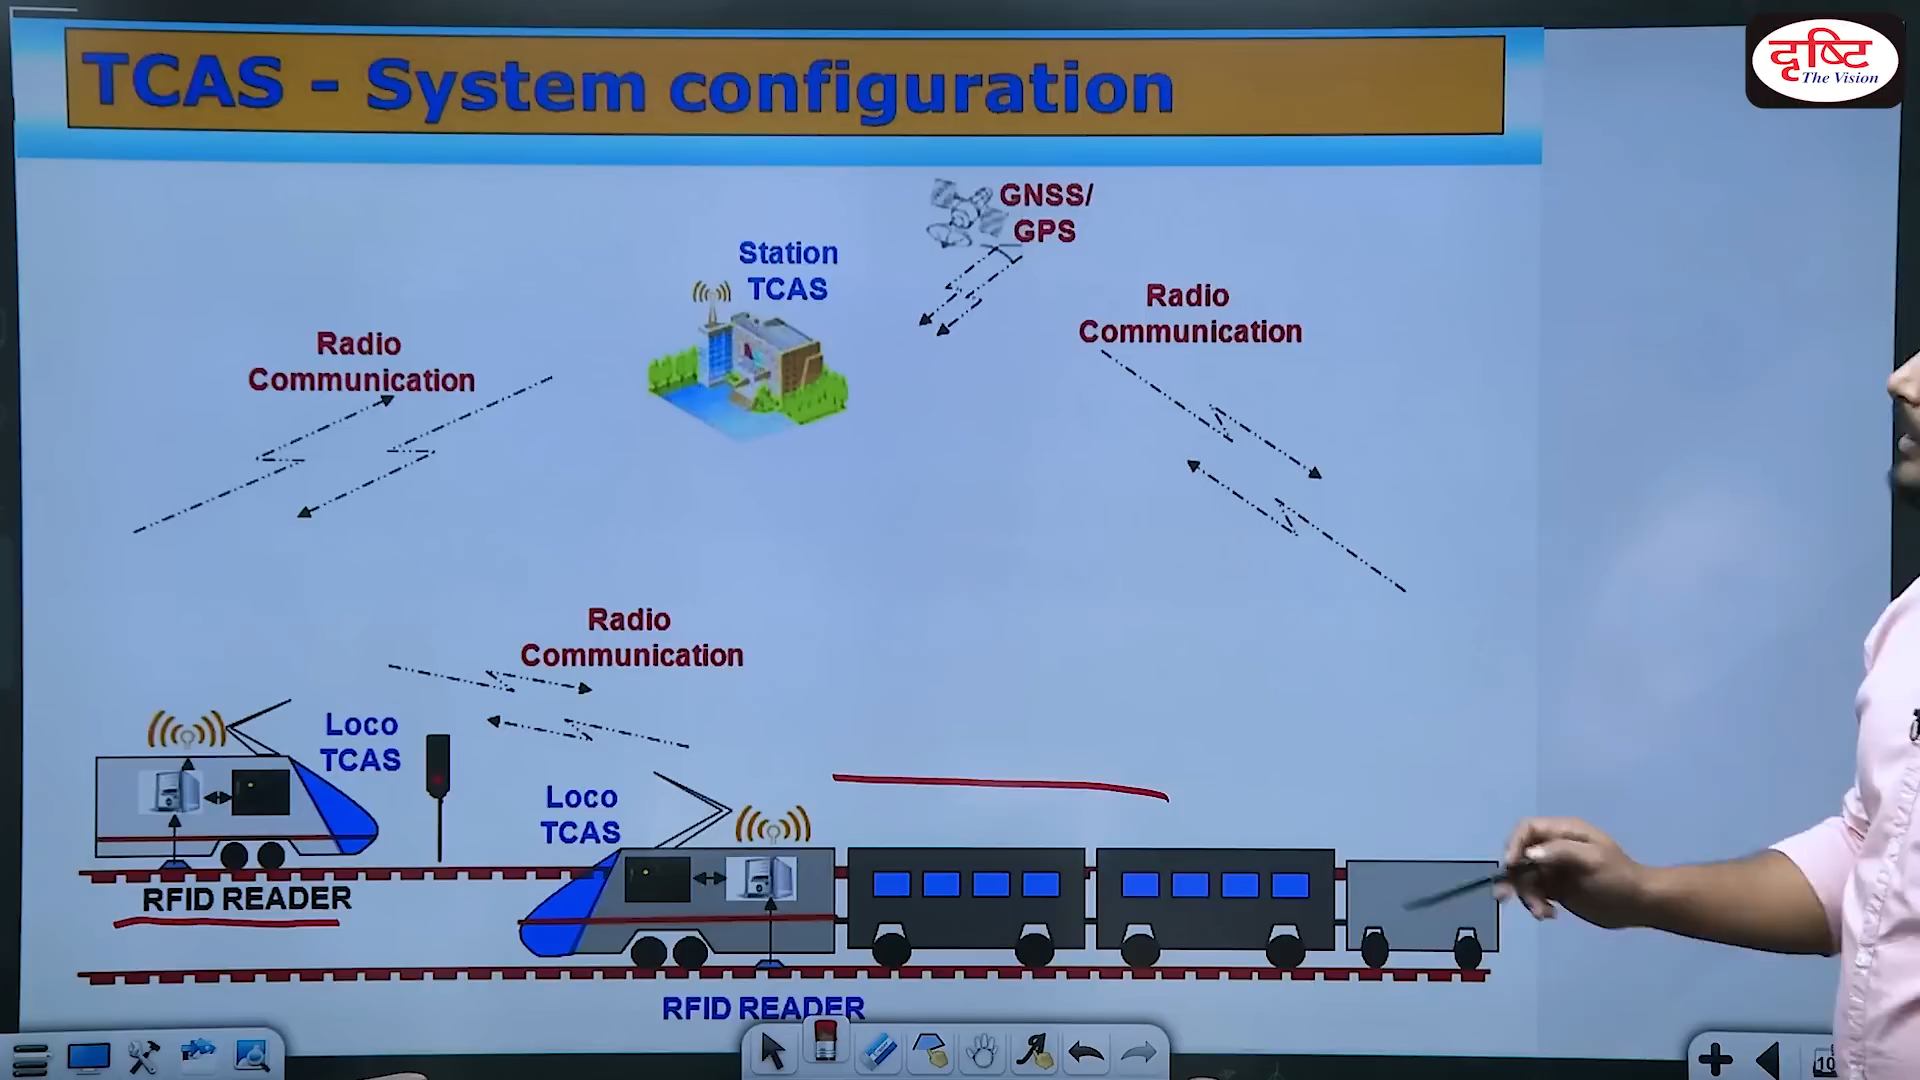 TCAS - System configuration
दृष्टि
The Vision
GNSS/
GPS
Station
TCAS
Radio
Communication
Radio
Communication
Radio
Communication
Loco
TCAS
Loco
TCAS
RFID READER
RFID READER
10